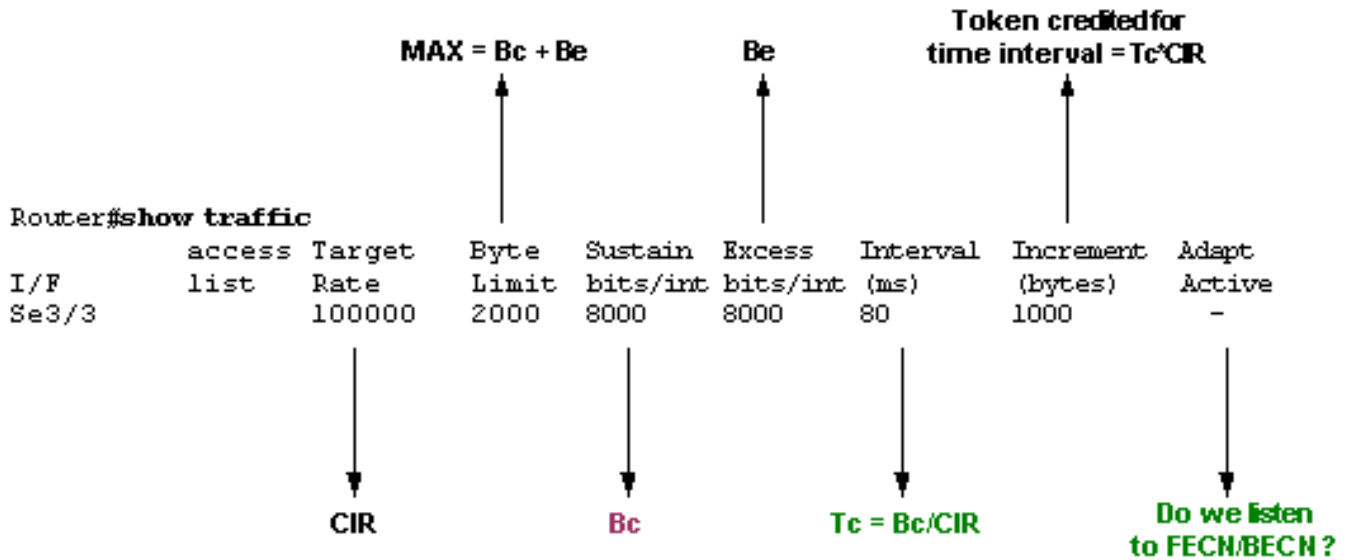 Token credited for
MAX = Bc + Be Be time interval = Tc*CIR
Router#show traffic
access Target Byte Sustain Excess Interval Increment Adapt
I/F list Rate Limit bits/int bits/int (ms) (bytes) Active
Se3/3 100000 2000 8000 8000 80 1000 -
CIR Bc Tc = Bc/CIR Do we listen
to FECN/BECN ?